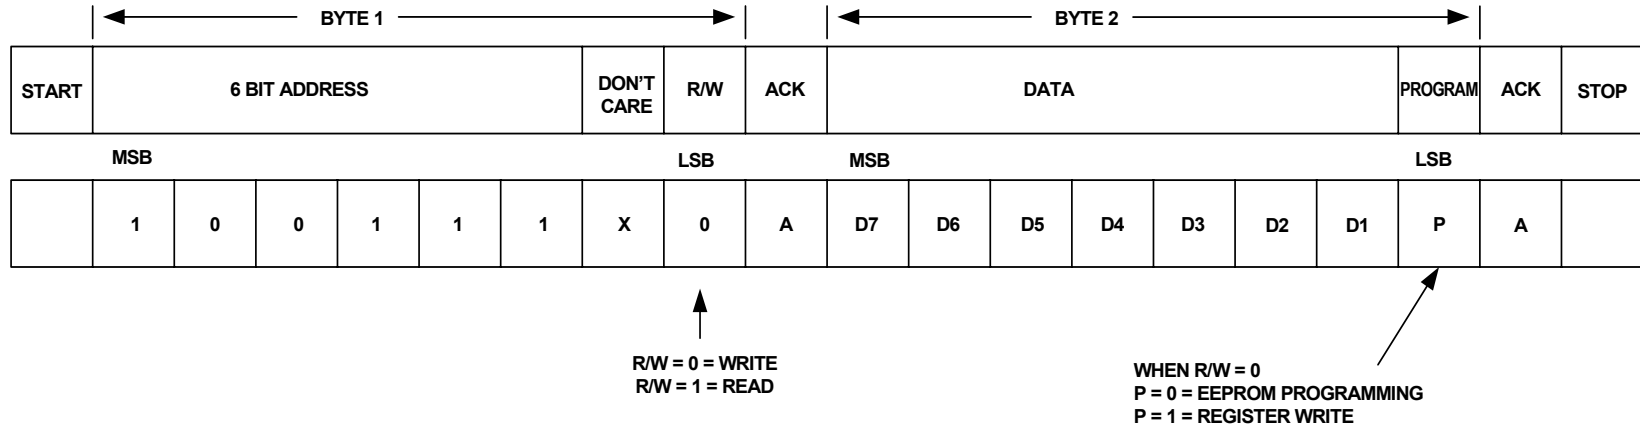 BYTE 1
BYTE 2
START
6 BIT ADDRESS
DON'T
CARE
R/W
ACK
DATA
PROGRAM
ACK
STOP
MSB
LSB
MSB
LSB
1 0 0 1 1 1 X 0 A D7 D6 D5 D4 D3 D2 D1 P A
R/W = 0 = WRITE
R/W = 1 = READ
WHEN R/W = 0
P = 0 = EEPROM PROGRAMMING
P = 1 = REGISTER WRITE